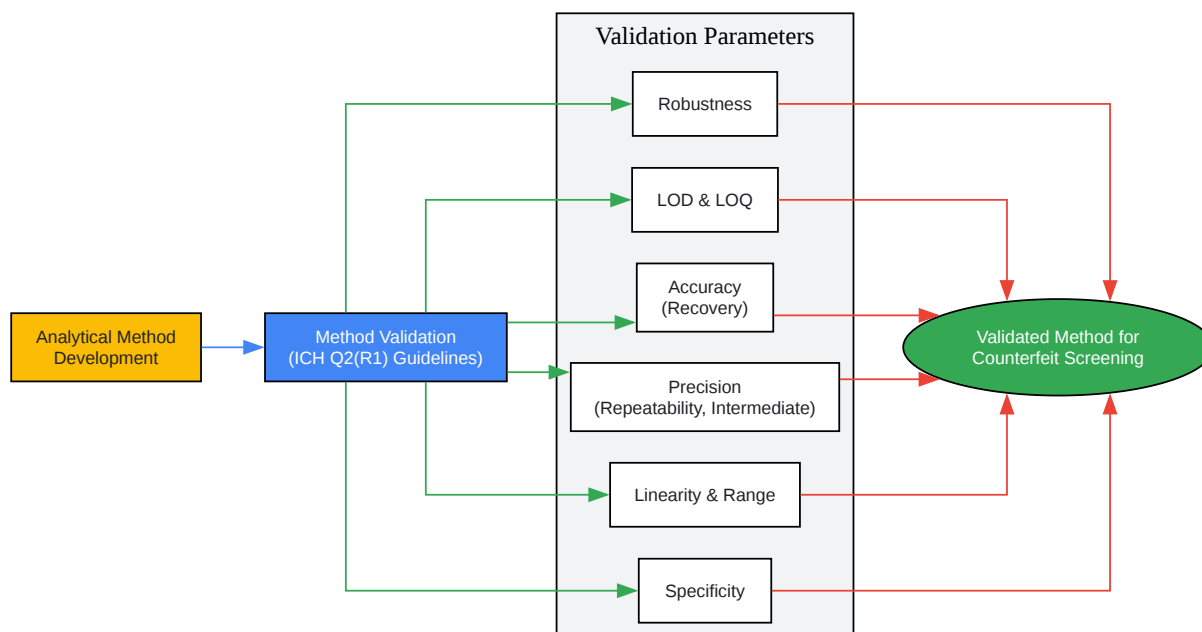 Validation Parameters
Robustness
LOD & LOQ
Accuracy
(Recovery)
Analytical Method
Development
Method Validation
(ICH Q2(R1) Guidelines)
Validated Method for
Counterfeit Screening
Precision
(Repeatability, Intermediate)
Linearity & Range
Specificity